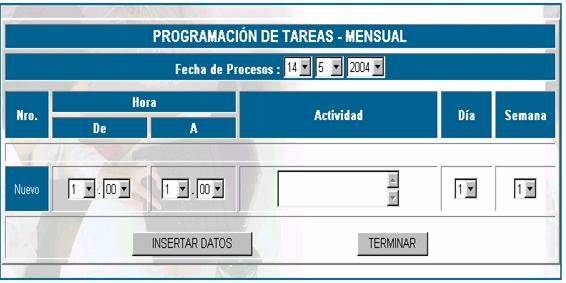 PROGRAMACIÓN DE TAREAS - MENSUAL
Fecha de Procesos : 14 5 2004
Nro. Hora Actividad Día Semana
De A
Nuevo 1 . 00 1 . 00 1 1
INSERTAR DATOS TERMINAR